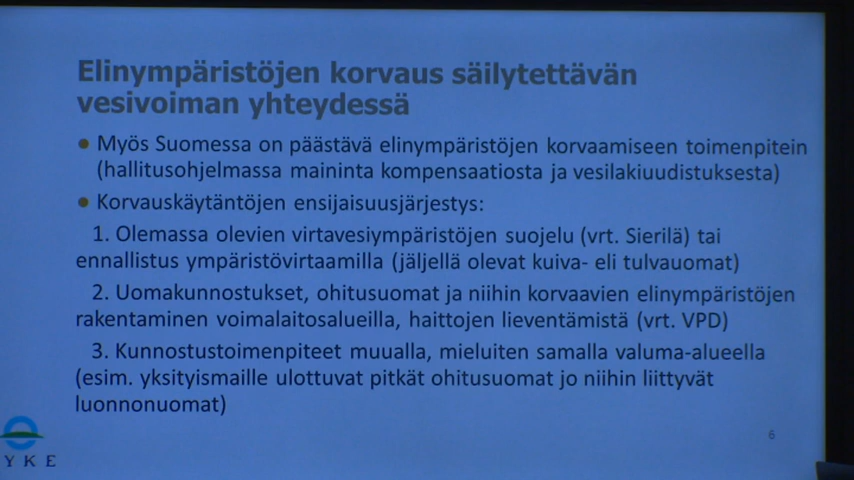 Elinympäristöjen korvaus säilytettävän
vesivoiman yhteydessä
● Myös Suomessa on päästävä elinympäristöjen korvaamiseen toimenpitein
(hallitusohjelmassa maininta kompensaatiosta ja vesilakiuudistuksesta)
● Korvauskäytäntöjen ensijaisuusjärjestys:
1. Olemassa olevien virtavesiympäristöjen suojelu (vrt. Sierilä) tai
ennallistus ympäristövirtaamilla (jäljellä olevat kuiva- eli tulvauomat)
2. Uomakunnostukset, ohitusuomat ja niihin korvaavien elinympäristöjen
rakentaminen voimalaitosalueilla, haittojen lieventämistä (vrt. VPD)
3. Kunnostustoimenpiteet muualla, mieluiten samalla valuma-alueella
(esim. yksityismaille ulottuvat pitkät ohitusuomat jo niihin liittyvät
luonnonuomat)
6
YKE